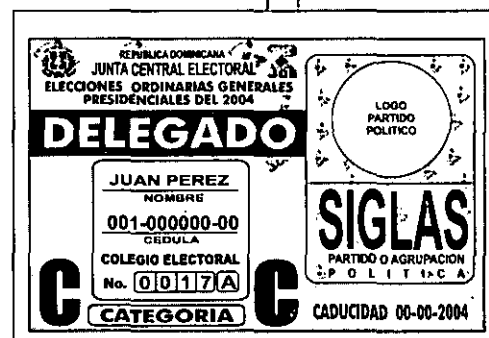 REPUBLICA DOMINICANA
JUNTA CENTRAL ELECTORAL
ELECCIONES ORDINARIAS GENERALES
PRESIDENCIALES DEL 2004
DELEGADO
JUAN PEREZ
NOMBRE
001-000000-00
CEDULA
COLEGIO ELECTORAL
No. 0017A
C C
CATEGORIA
LOGO
PARTIDO
POLITICO
SIGLAS
PARTIDO O AGRUPACION
POLITICA
CADUCIDAD 00-00-2004